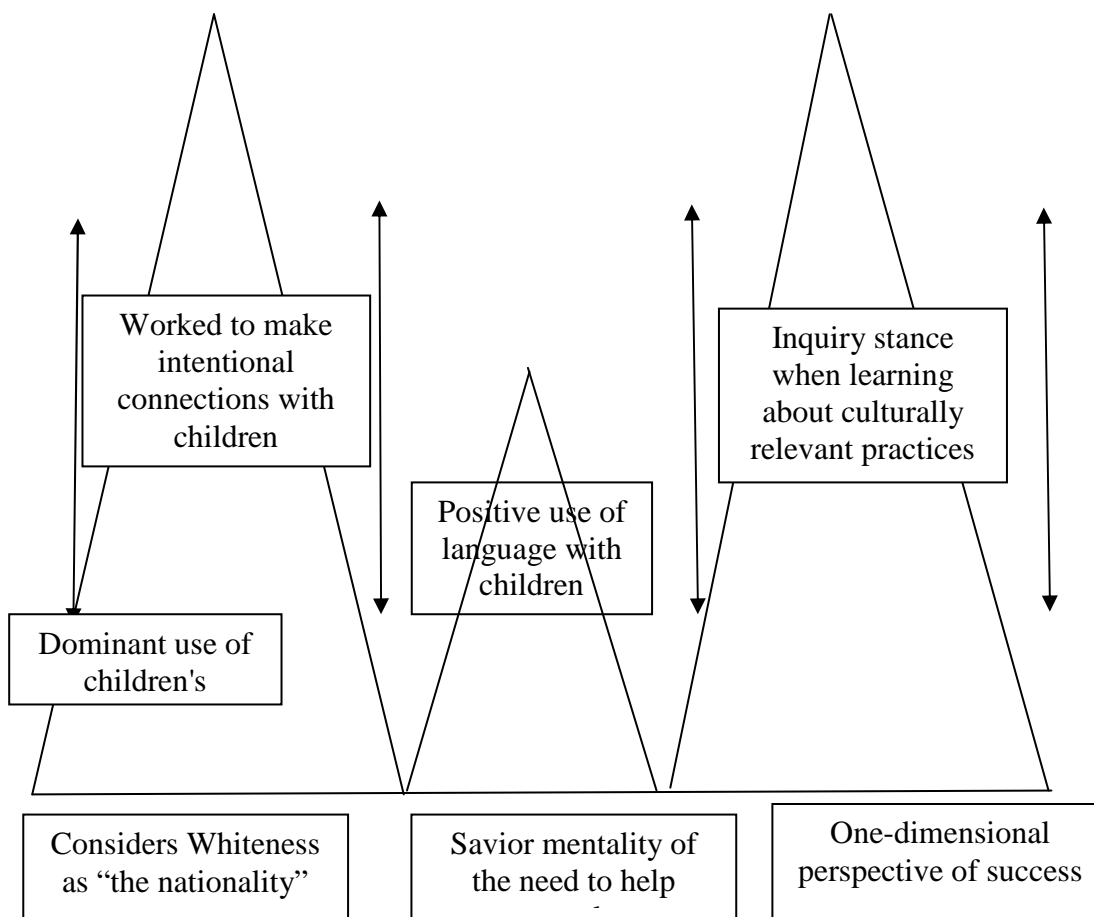 Worked to make
intentional
connections with
children
Inquiry stance
when learning
about culturally
relevant practices
Positive use of
language with
children
Dominant use of
children's
Considers Whiteness
as “the nationality”
Savior mentality of
the need to help
One-dimensional
perspective of success